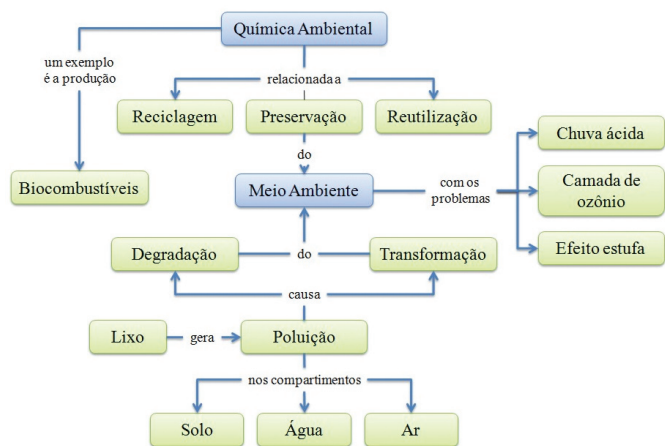 Química Ambiental
um exemplo
é a produção
relacionada a
Reciclagem
Preservação
Reutilização
do
Biocombustíveis
Meio Ambiente
com os
problemas
Chuva ácida
Camada de
ozônio
Efeito estufa
Degradação
do
Transformação
causa
Lixo
gera
Poluição
nos compartimentos
Solo
Água
Ar